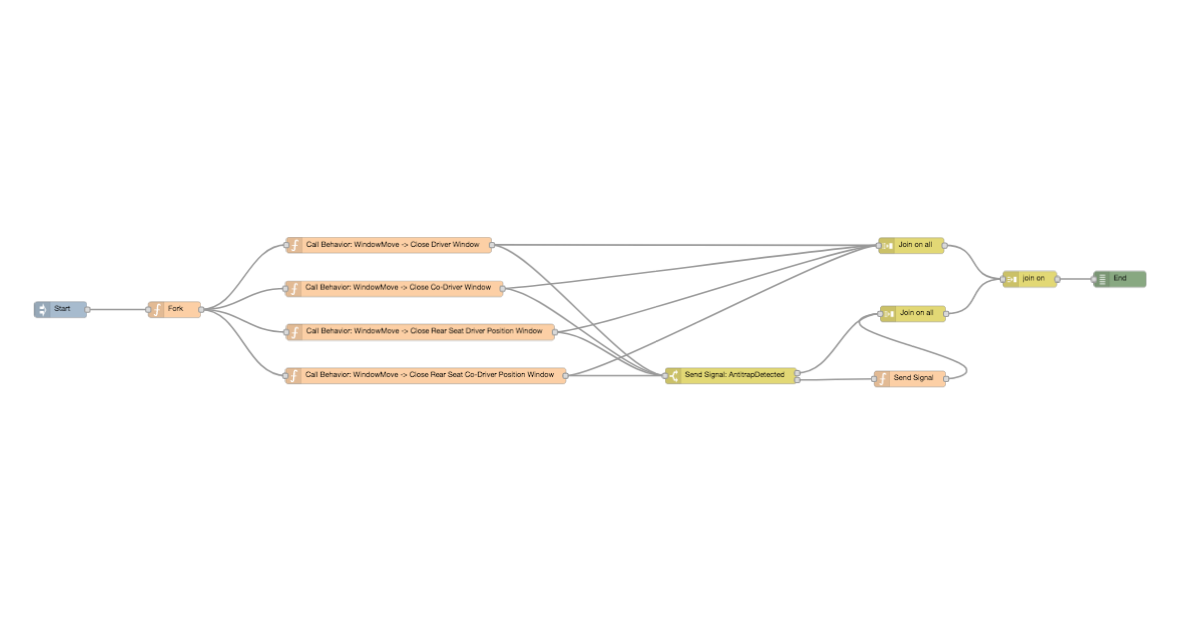 Start
Fork
Call Behavior: WindowMove -> Close Driver Window
Call Behavior: WindowMove -> Close Co-Driver Window
Call Behavior: WindowMove -> Close Rear Seat Driver Position Window
Call Behavior: WindowMove -> Close Rear Seat Co-Driver Position Window
Send Signal: AntitrapDetected
Join on all
Join on all
Send Signal
join on
End